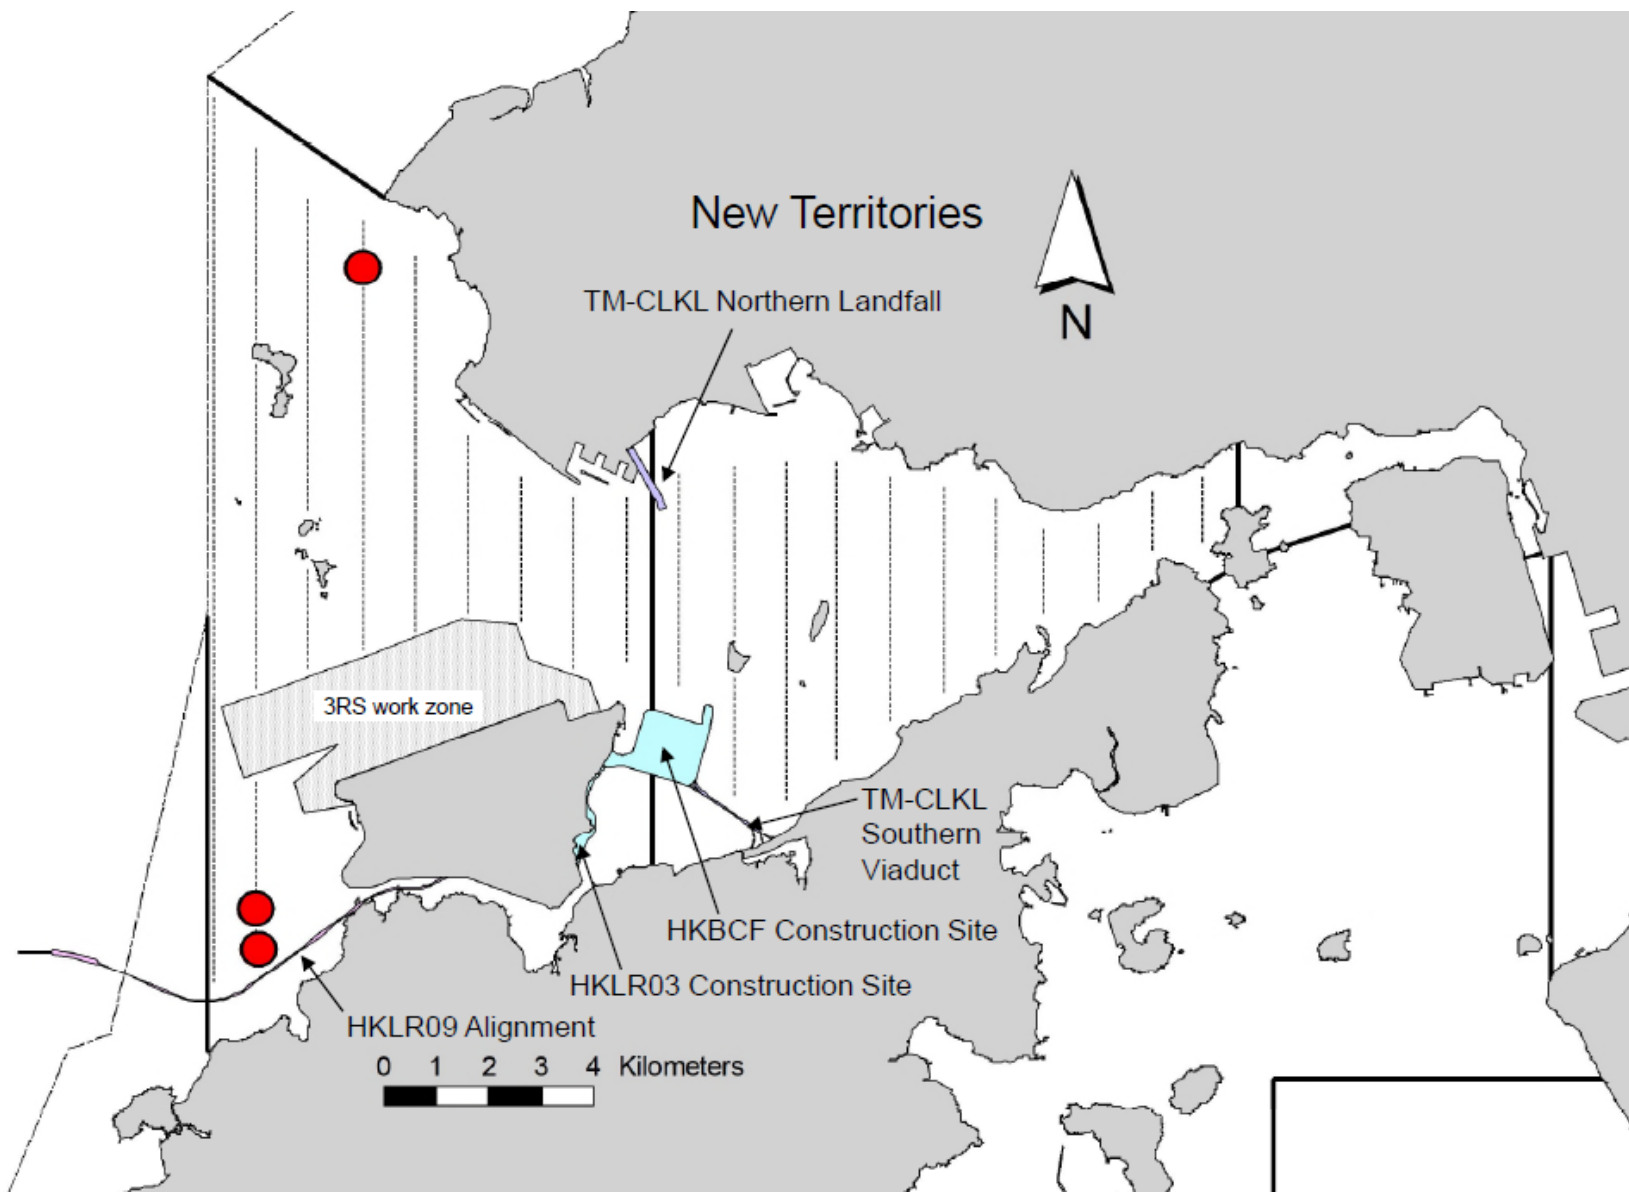 New Territories
TM-CLKL Northern Landfall
N
3RS work zone
TM-CLKL
Southern
Viaduct
HKBCF Construction Site
HKLR03 Construction Site
HKLR09 Alignment
0 1 2 3 4 Kilometers